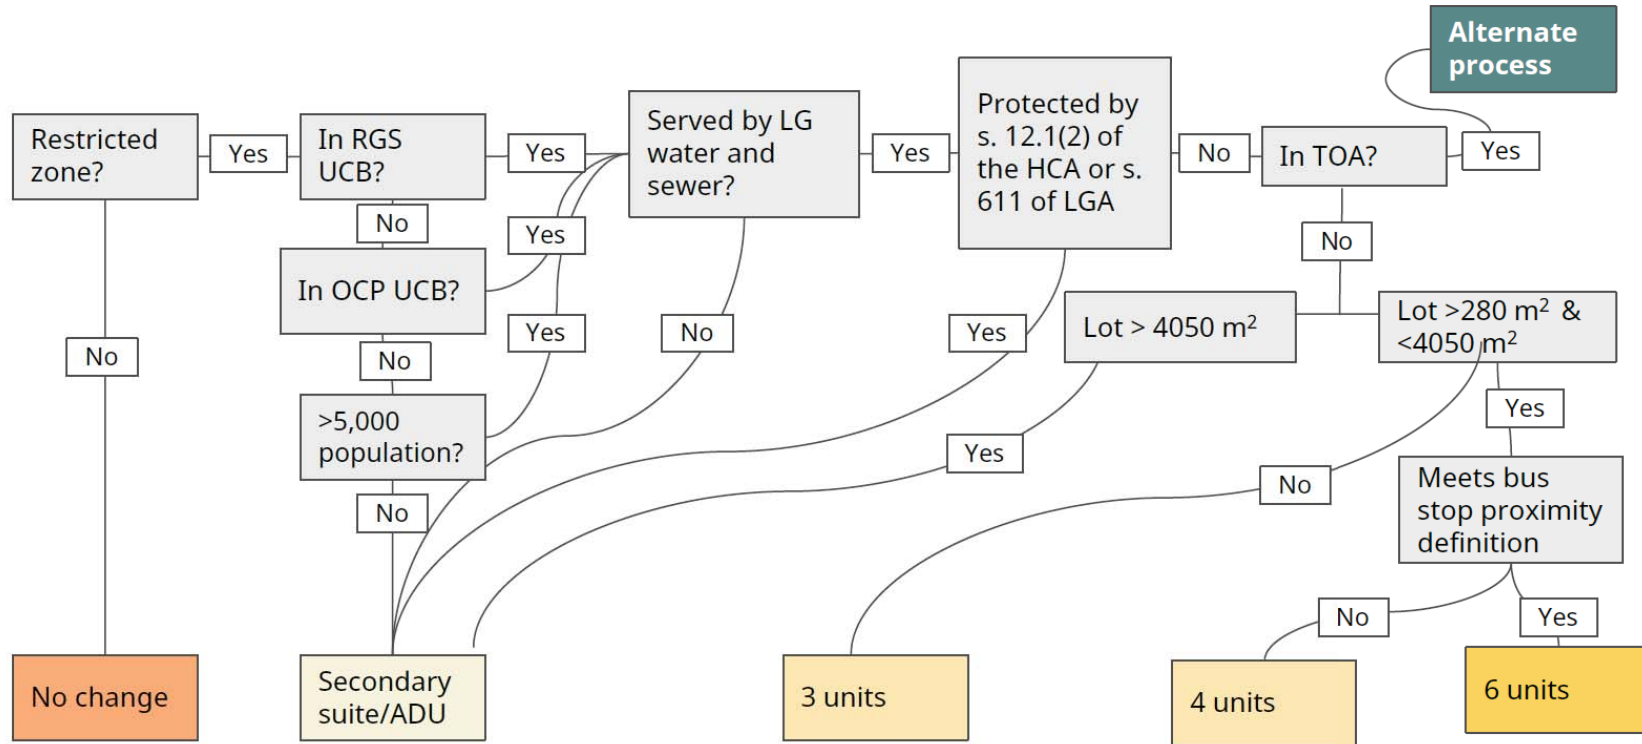 Alternate
process
Restricted
zone?
Yes
In RGS
UCB?
Yes
Served by LG
water and
sewer?
Yes
Protected by
s. 12.1(2) of
the HCA or s.
611 of LGA
No
In TOA?
Yes
No
Yes
No
In OCP UCB?
Lot > 4050 m²
Lot >280 m² &
<4050 m²
No
No
Yes
No
Yes
Yes
>5,000
population?
Yes
No
Meets bus
stop proximity
definition
No
No
Yes
No change
Secondary
suite/ADU
3 units
4 units
6 units